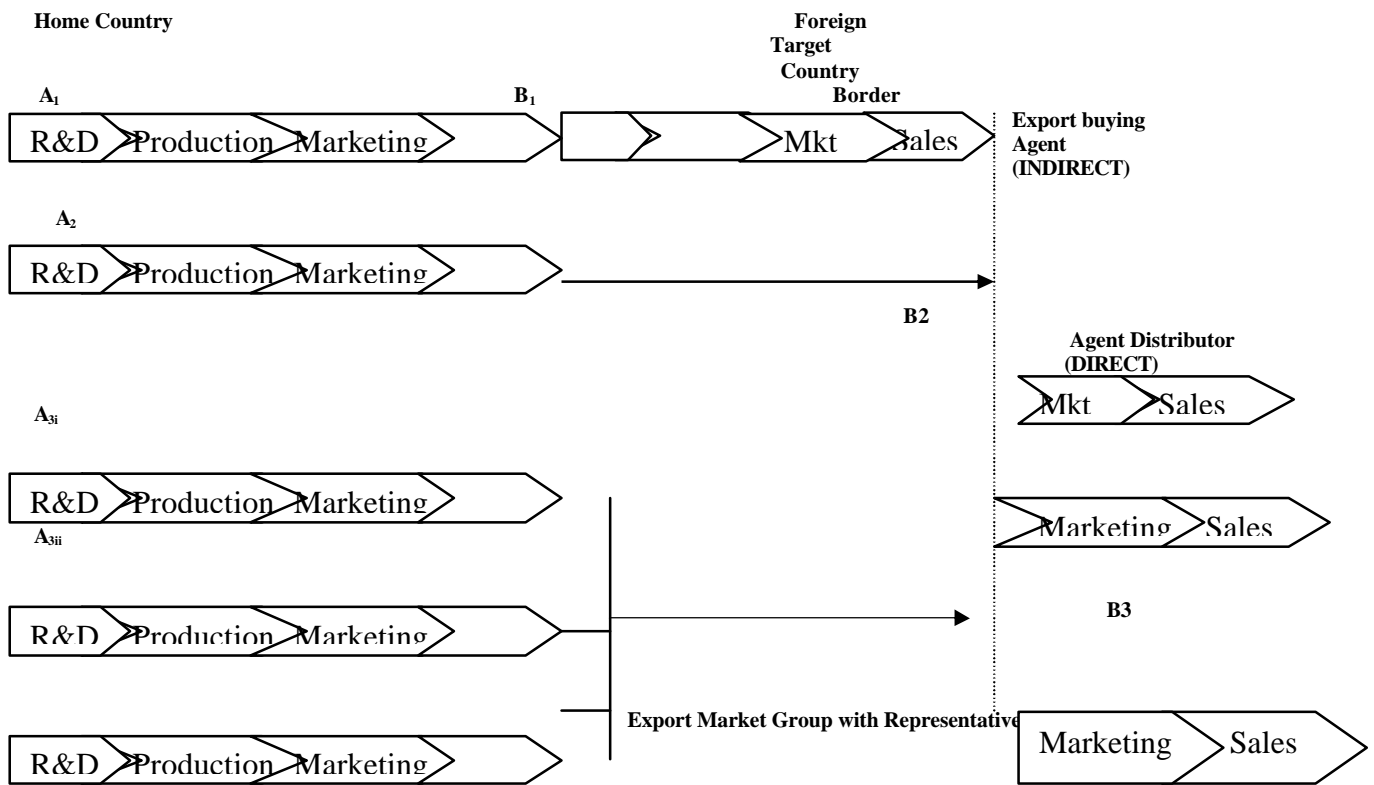 Home Country
Foreign
Target
Country
Border
A₁
B₁
R&D Production Marketing
Mkt Sales
Export buying
Agent
(INDIRECT)
A₂
R&D Production Marketing
B2
Agent Distributor
(DIRECT)
Mkt Sales
A₃ᵢ
R&D Production Marketing
Marketing Sales
A₃ᵢᵢ
R&D Production Marketing
B3
Export Market Group with Representative
Marketing Sales
R&D Production Marketing